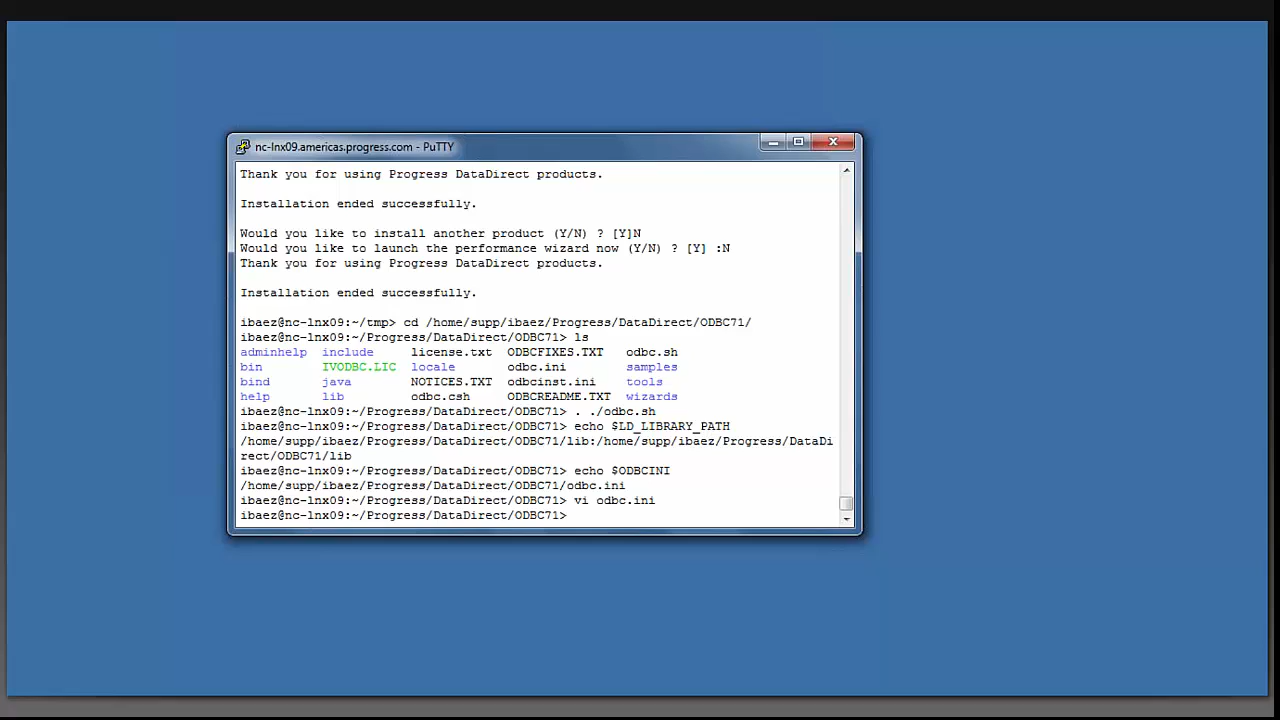 nc-lnx09.americas.progress.com - PuTTY
Thank you for using Progress DataDirect products.
Installation ended successfully.
Would you like to install another product (Y/N) ? [Y]N
Would you like to launch the performance wizard now (Y/N) ? [Y] :N
Thank you for using Progress DataDirect products.
Installation ended successfully.
ibaez@nc-lnx09:~/tmp> cd /home/supp/ibaez/Progress/DataDirect/ODBC71/
ibaez@nc-lnx09:~/Progress/DataDirect/ODBC71> ls
adminhelp include license.txt ODBCFIXES.TXT odbc.sh
bin IVODBC.LIC locale odbc.ini samples
bind java NOTICES.TXT odbcinst.ini tools
help lib odbc.csh ODBCREADME.TXT wizards
ibaez@nc-lnx09:~/Progress/DataDirect/ODBC71> . ./odbc.sh
ibaez@nc-lnx09:~/Progress/DataDirect/ODBC71> echo $LD_LIBRARY_PATH
/home/supp/ibaez/Progress/DataDirect/ODBC71/lib:/home/supp/ibaez/Progress/DataDi
rect/ODBC71/lib
ibaez@nc-lnx09:~/Progress/DataDirect/ODBC71> echo $ODBCINI
/home/supp/ibaez/Progress/DataDirect/ODBC71/odbc.ini
ibaez@nc-lnx09:~/Progress/DataDirect/ODBC71> vi odbc.ini
ibaez@nc-lnx09:~/Progress/DataDirect/ODBC71>